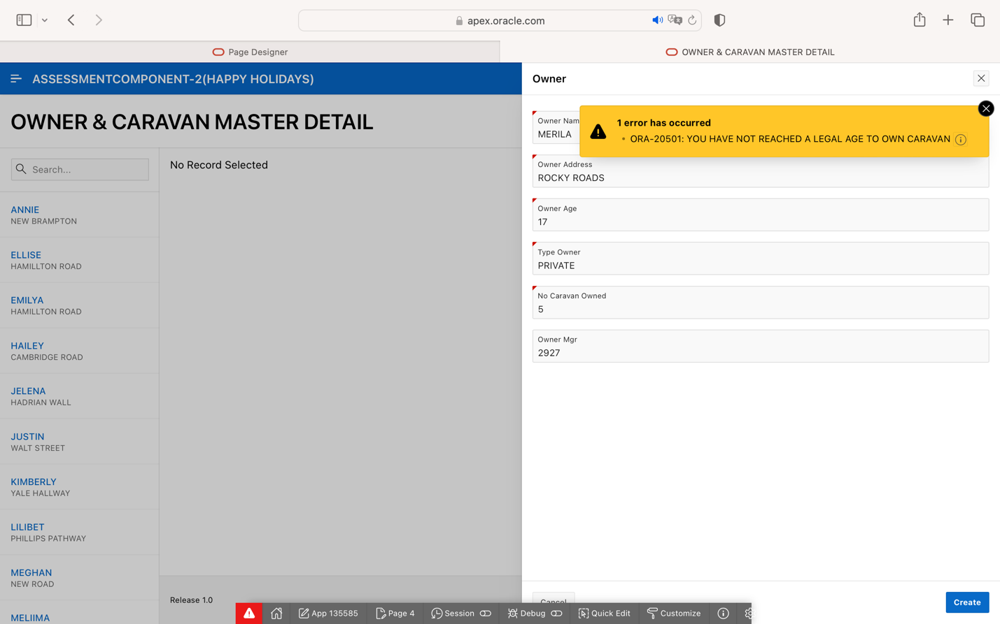 apex.oracle.com
Page Designer
OWNER & CARAVAN MASTER DETAIL
ASSESSMENTCOMPONENT-2(HAPPY HOLIDAYS)
OWNER & CARAVAN MASTER DETAIL
Search...
No Record Selected
ANNIE
NEW BRAMPTON
ELLISE
HAMILLTON ROAD
EMILYA
HAMILLTON ROAD
HAILEY
CAMBRIDGE ROAD
JELENA
HADRIAN WALL
JUSTIN
WALT STREET
KIMBERLY
YALE HALLWAY
LILIBET
PHILLIPS PATHWAY
MEGHAN
NEW ROAD
MELIIMA
Release 1.0
Owner
1 error has occurred
• ORA-20501: YOU HAVE NOT REACHED A LEGAL AGE TO OWN CARAVAN
Owner Nam
MERILA
Owner Address
ROCKY ROADS
Owner Age
17
Type Owner
PRIVATE
No Caravan Owned
5
Owner Mgr
2927
Cancel
Create
App 135585
Page 4
Session
Debug
Quick Edit
Customize